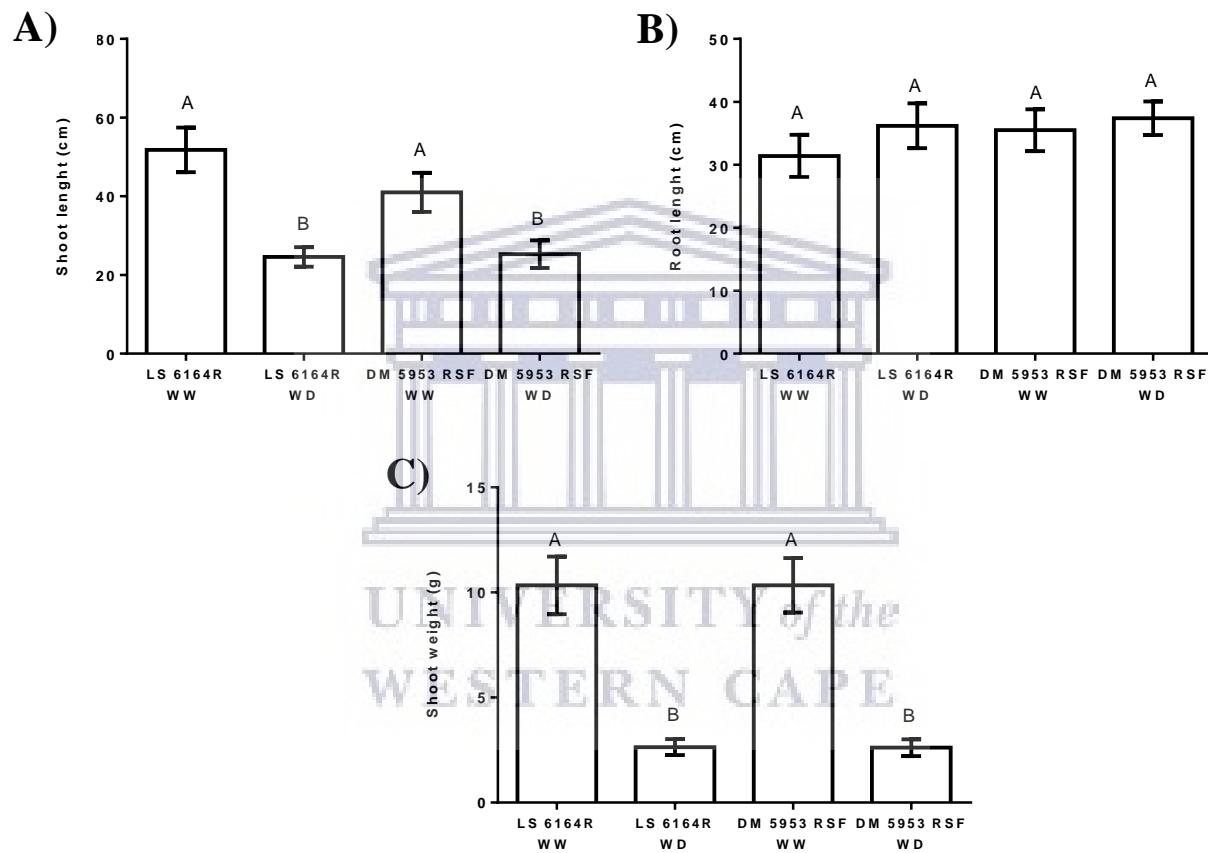 A)
Shoot lenght (cm)
80
60
40
20
0
A
B
A
B
LS 6164R LS 6164R DM 5953 RSF DM 5953 RSF
WW WD WW WD
B)
Root lenght (cm)
50
40
30
20
10
0
A
A
A
A
LS 6164R LS 6164R DM 5953 RSF DM 5953 RSF
WW WD WW WD
C)
Shoot weight (g)
15
10
5
0
A
B
A
B
LS 6164R LS 6164R DM 5953 RSF DM 5953 RSF
WW WD WW WD
UNIVERSITY of the
WESTERN CAPE